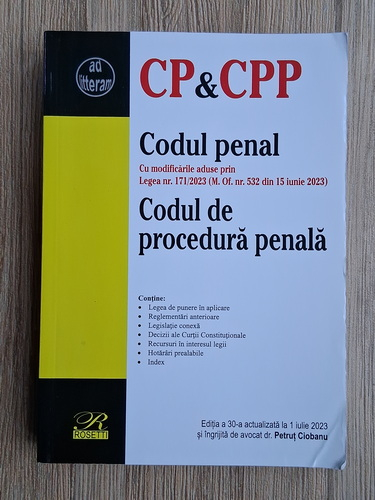 ad
litteram
CP&CPP
Codul penal
Cu modificările aduse prin
Legea nr. 171/2023 (M. Of. nr. 532 din 15 iunie 2023)
Codul de
procedură penală
Conține:
• Legea de punere în aplicare
• Reglementări anterioare
• Legislație conexă
• Decizii ale Curții Constituționale
• Recursuri în interesul legii
• Hotărâri prealabile
• Index
R
ROSETTI
Ediția a 30-a actualizată la 1 iulie 2023
și îngrijită de avocat dr. Petruț Ciobanu